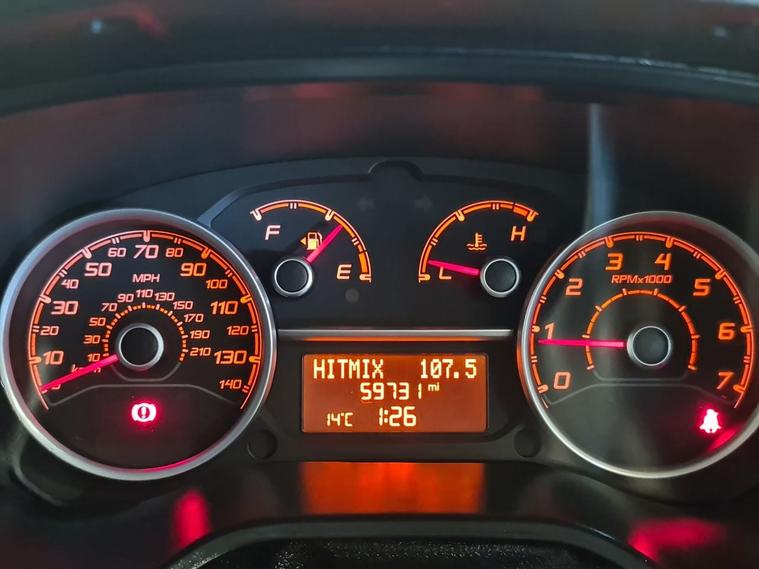 F E
L H
MPH
10 20 30 40 50 60 70 80 90 100 110 120 130 140
10 30 50 70 90 110 130 150 170 190 210
RPMx1000
0 1 2 3 4 5 6 7
HITMIX 107.5
59731 mi
14°C 1:26